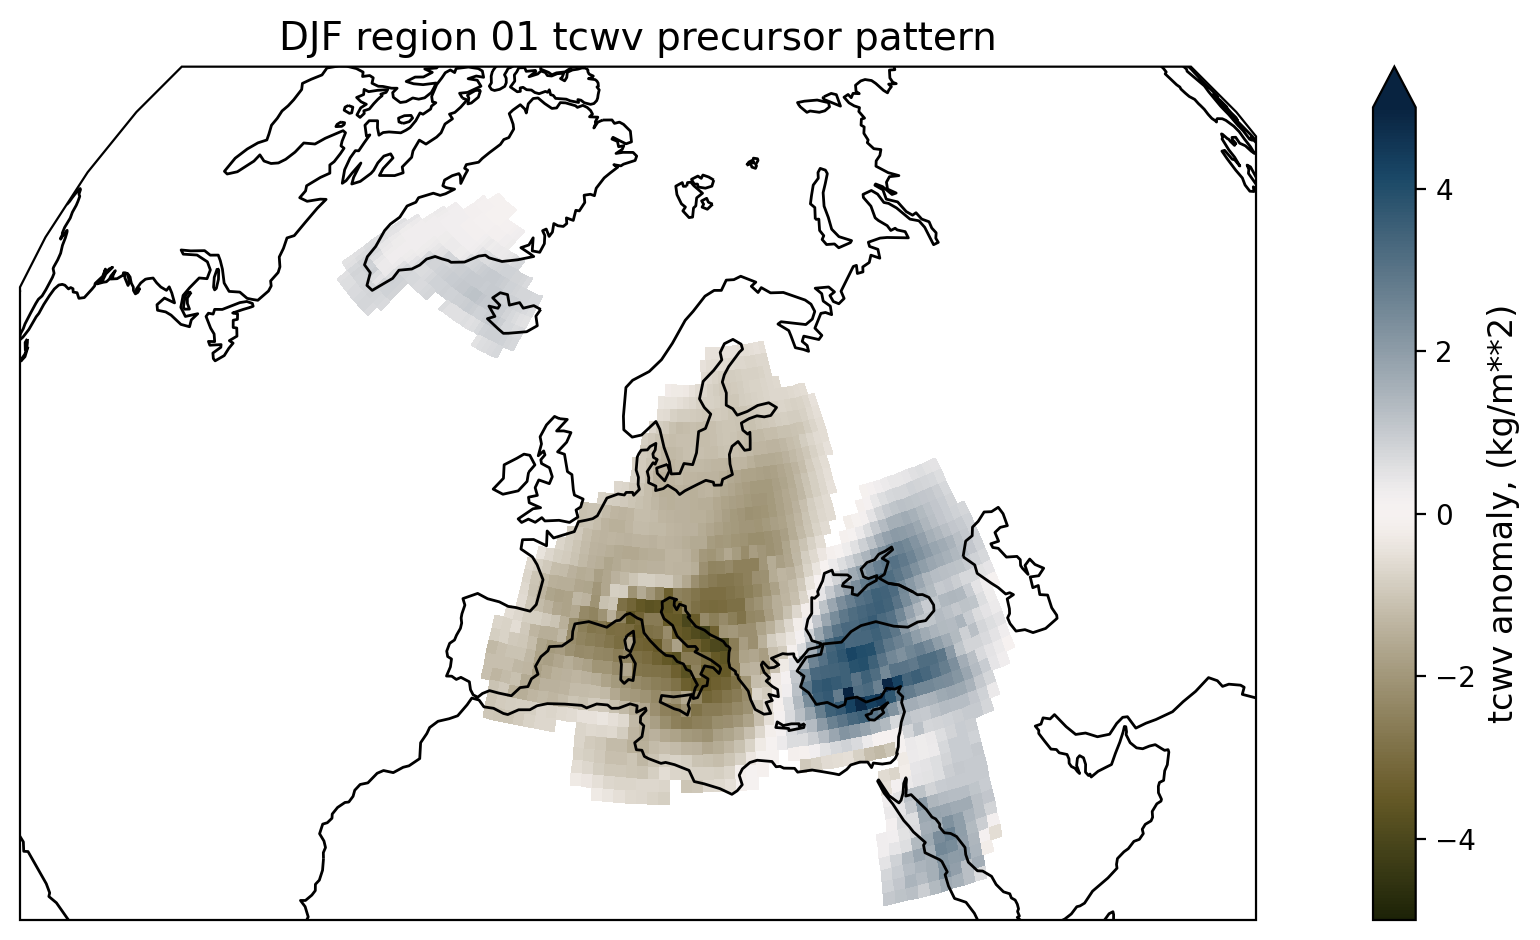 DJF region 01 tcwv precursor pattern
4
2
0
−2
−4
tcwv anomaly, (kg/m**2)